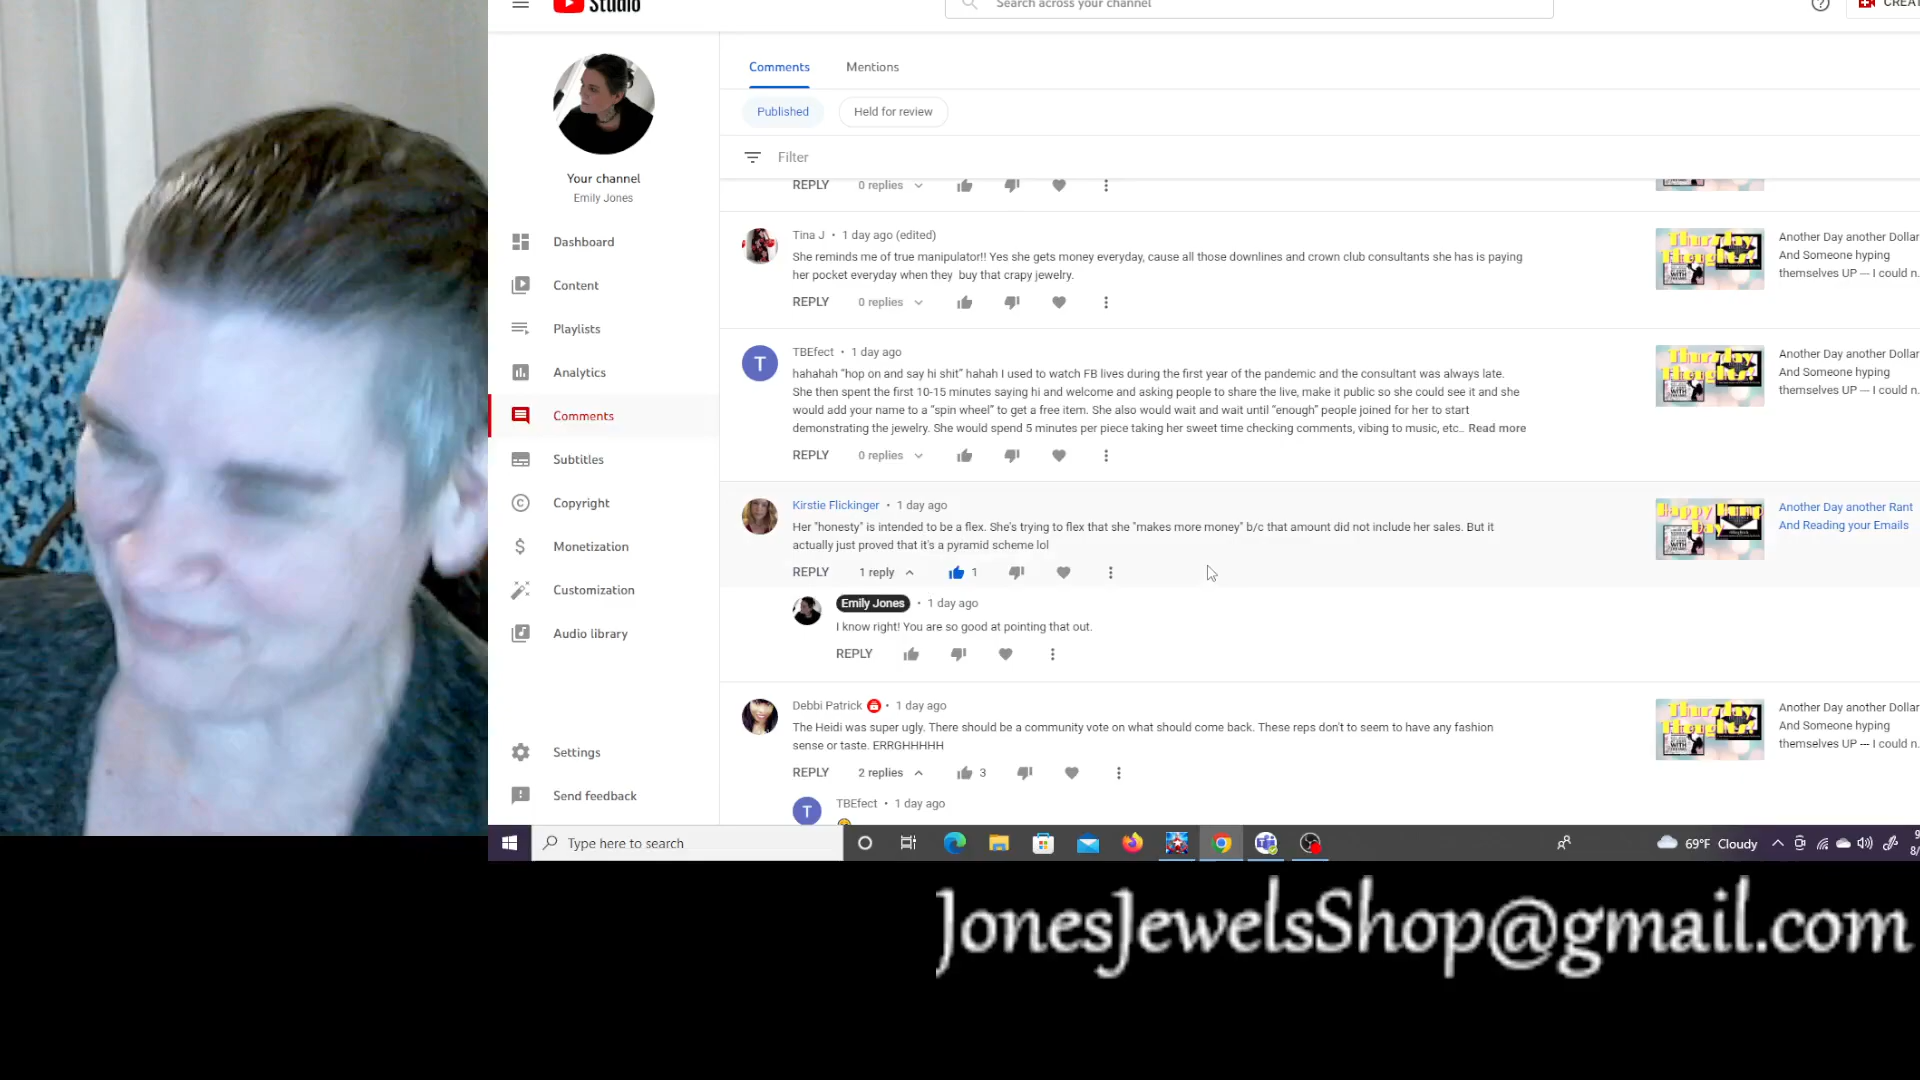 Studio
Search across your channel
Comments
Mentions
Published
Held for review
Filter
Your channel
Emily Jones
Dashboard
Content
Playlists
Analytics
Comments
Subtitles
Copyright
Monetization
Customization
Audio library
Settings
Send feedback
REPLY 0 replies
Tina J • 1 day ago (edited)
She reminds me of true manipulator!! Yes she gets money everyday, cause all those downlines and crown club consultants she has is paying
her pocket everyday when they buy that crapy jewelry.
REPLY 0 replies
Another Day another Dollar
And Someone hyping
themselves UP --- I could n...
TBEfect • 1 day ago
hahahah "hop on and say hi shit" hahah I used to watch FB lives during the first year of the pandemic and the consultant was always late.
She then spent the first 10-15 minutes saying hi and welcome and asking people to share the live, make it public so she could see it and she
would add your name to a "spin wheel" to get a free item. She also would wait and wait until "enough" people joined for her to start
demonstrating the jewelry. She would spend 5 minutes per piece taking her sweet time checking comments, vibing to music, etc... Read more
REPLY 0 replies
Another Day another Dollar
And Someone hyping
themselves UP --- I could n...
Kirstie Flickinger • 1 day ago
Her "honesty" is intended to be a flex. She's trying to flex that she "makes more money" b/c that amount did not include her sales. But it
actually just proved that it's a pyramid scheme lol
REPLY 1 reply 1
Another Day another Rant
And Reading your Emails
Emily Jones • 1 day ago
I know right! You are so good at pointing that out.
REPLY
Debbi Patrick • 1 day ago
The Heidi was super ugly. There should be a community vote on what should come back. These reps don't to seem to have any fashion
sense or taste. ERRGHHHHH
REPLY 2 replies 3
Another Day another Dollar
And Someone hyping
themselves UP --- I could n...
T TBEfect • 1 day ago
Type here to search
69°F Cloudy
JonesJewelsShop@gmail.com